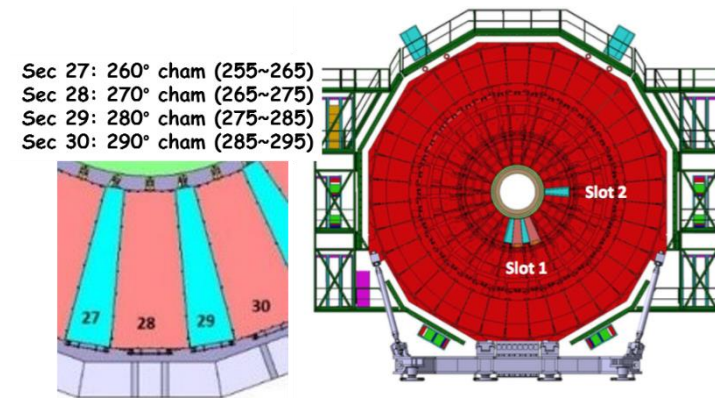 Sec 27: 260° cham (255~265)
Sec 28: 270° cham (265~275)
Sec 29: 280° cham (275~285)
Sec 30: 290° cham (285~295)
27
28
29
30
Slot 2
Slot 1